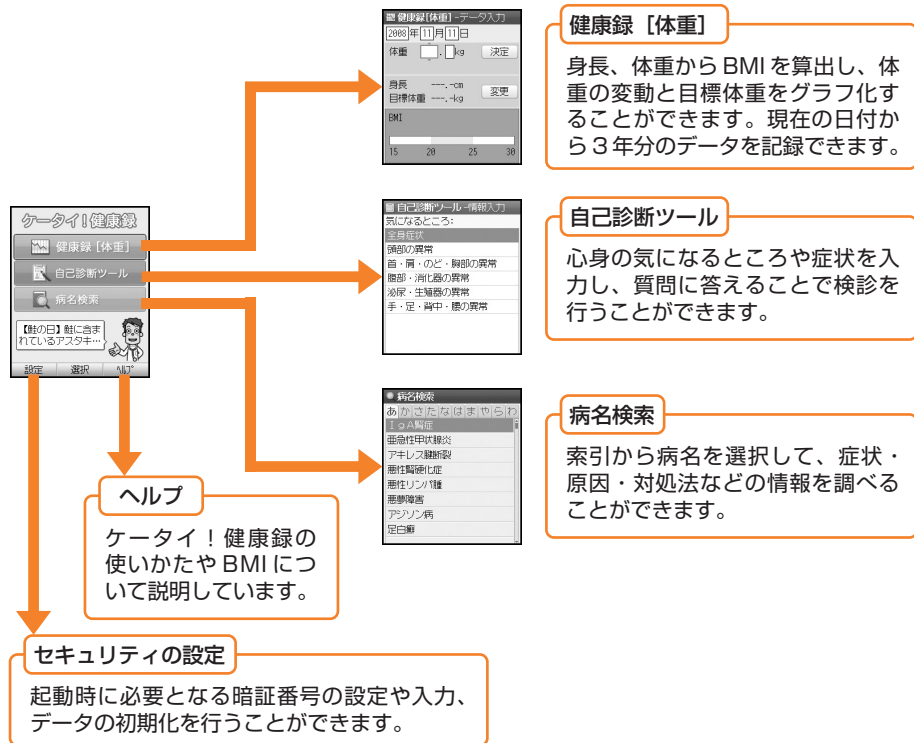 健康録[体重]-データ入力
2008年11月11日
体重 . kg 決定
身長 ---.-cm
目標体重 ---.-kg
変更
BMI
15 20 25 30
健康録［体重］
身長、体重から BMI を算出し、体
重の変動と目標体重をグラフ化す
ることができます。現在の日付か
ら３年分のデータを記録できます。
ケータイ！健康録
健康録［体重］
自己診断ツール
病名検索
【鮭の日】鮭に含ま
れているアスタキ…
設定 選択 ヘルプ
自己診断ツール-情報入力
気になるところ:
全身症状
頭部の異常
首・肩・のど・胸部の異常
腹部・消化器の異常
泌尿・生殖器の異常
手・足・背中・腰の異常
自己診断ツール
心身の気になるところや症状を入
力し、質問に答えることで検診を
行うことができます。
病名検索
あかさたなはまやらわ
ＩｇＡ腎症
亜急性甲状腺炎
アキレス腱断裂
悪性腎硬化症
悪性リンパ腫
悪夢障害
アジソン病
足白癬
病名検索
索引から病名を選択して、症状・
原因・対処法などの情報を調べる
ことができます。
ヘルプ
ケータイ！健康録の
使いかたや BMI につ
いて説明しています。
セキュリティの設定
起動時に必要となる暗証番号の設定や入力、
データの初期化を行うことができます。